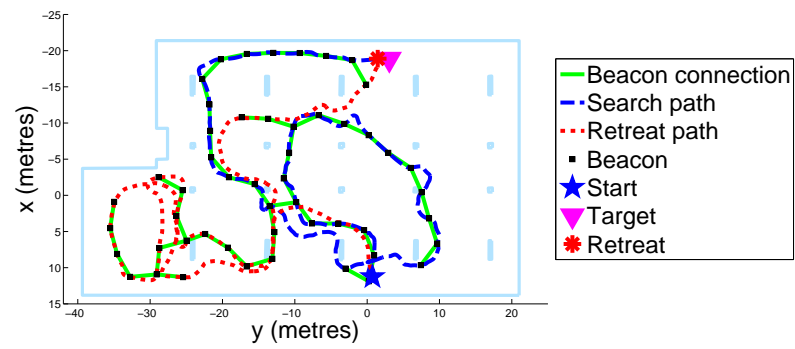 −25
−20
−15
−10
−5
0
5
10
15
x (metres)
−40 −30 −20 −10 0 10 20
y (metres)
Beacon connection
Search path
Retreat path
Beacon
Start
Target
Retreat